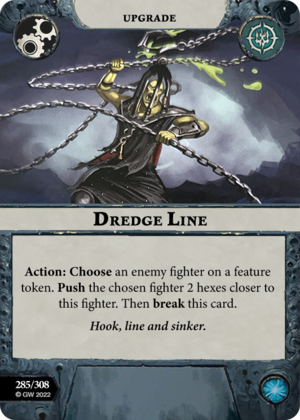 UPGRADE
DREDGE LINE
Action: Choose an enemy fighter on a feature
token. Push the chosen fighter 2 hexes closer to
this fighter. Then break this card.
Hook, line and sinker.
285/308
© GW 2022